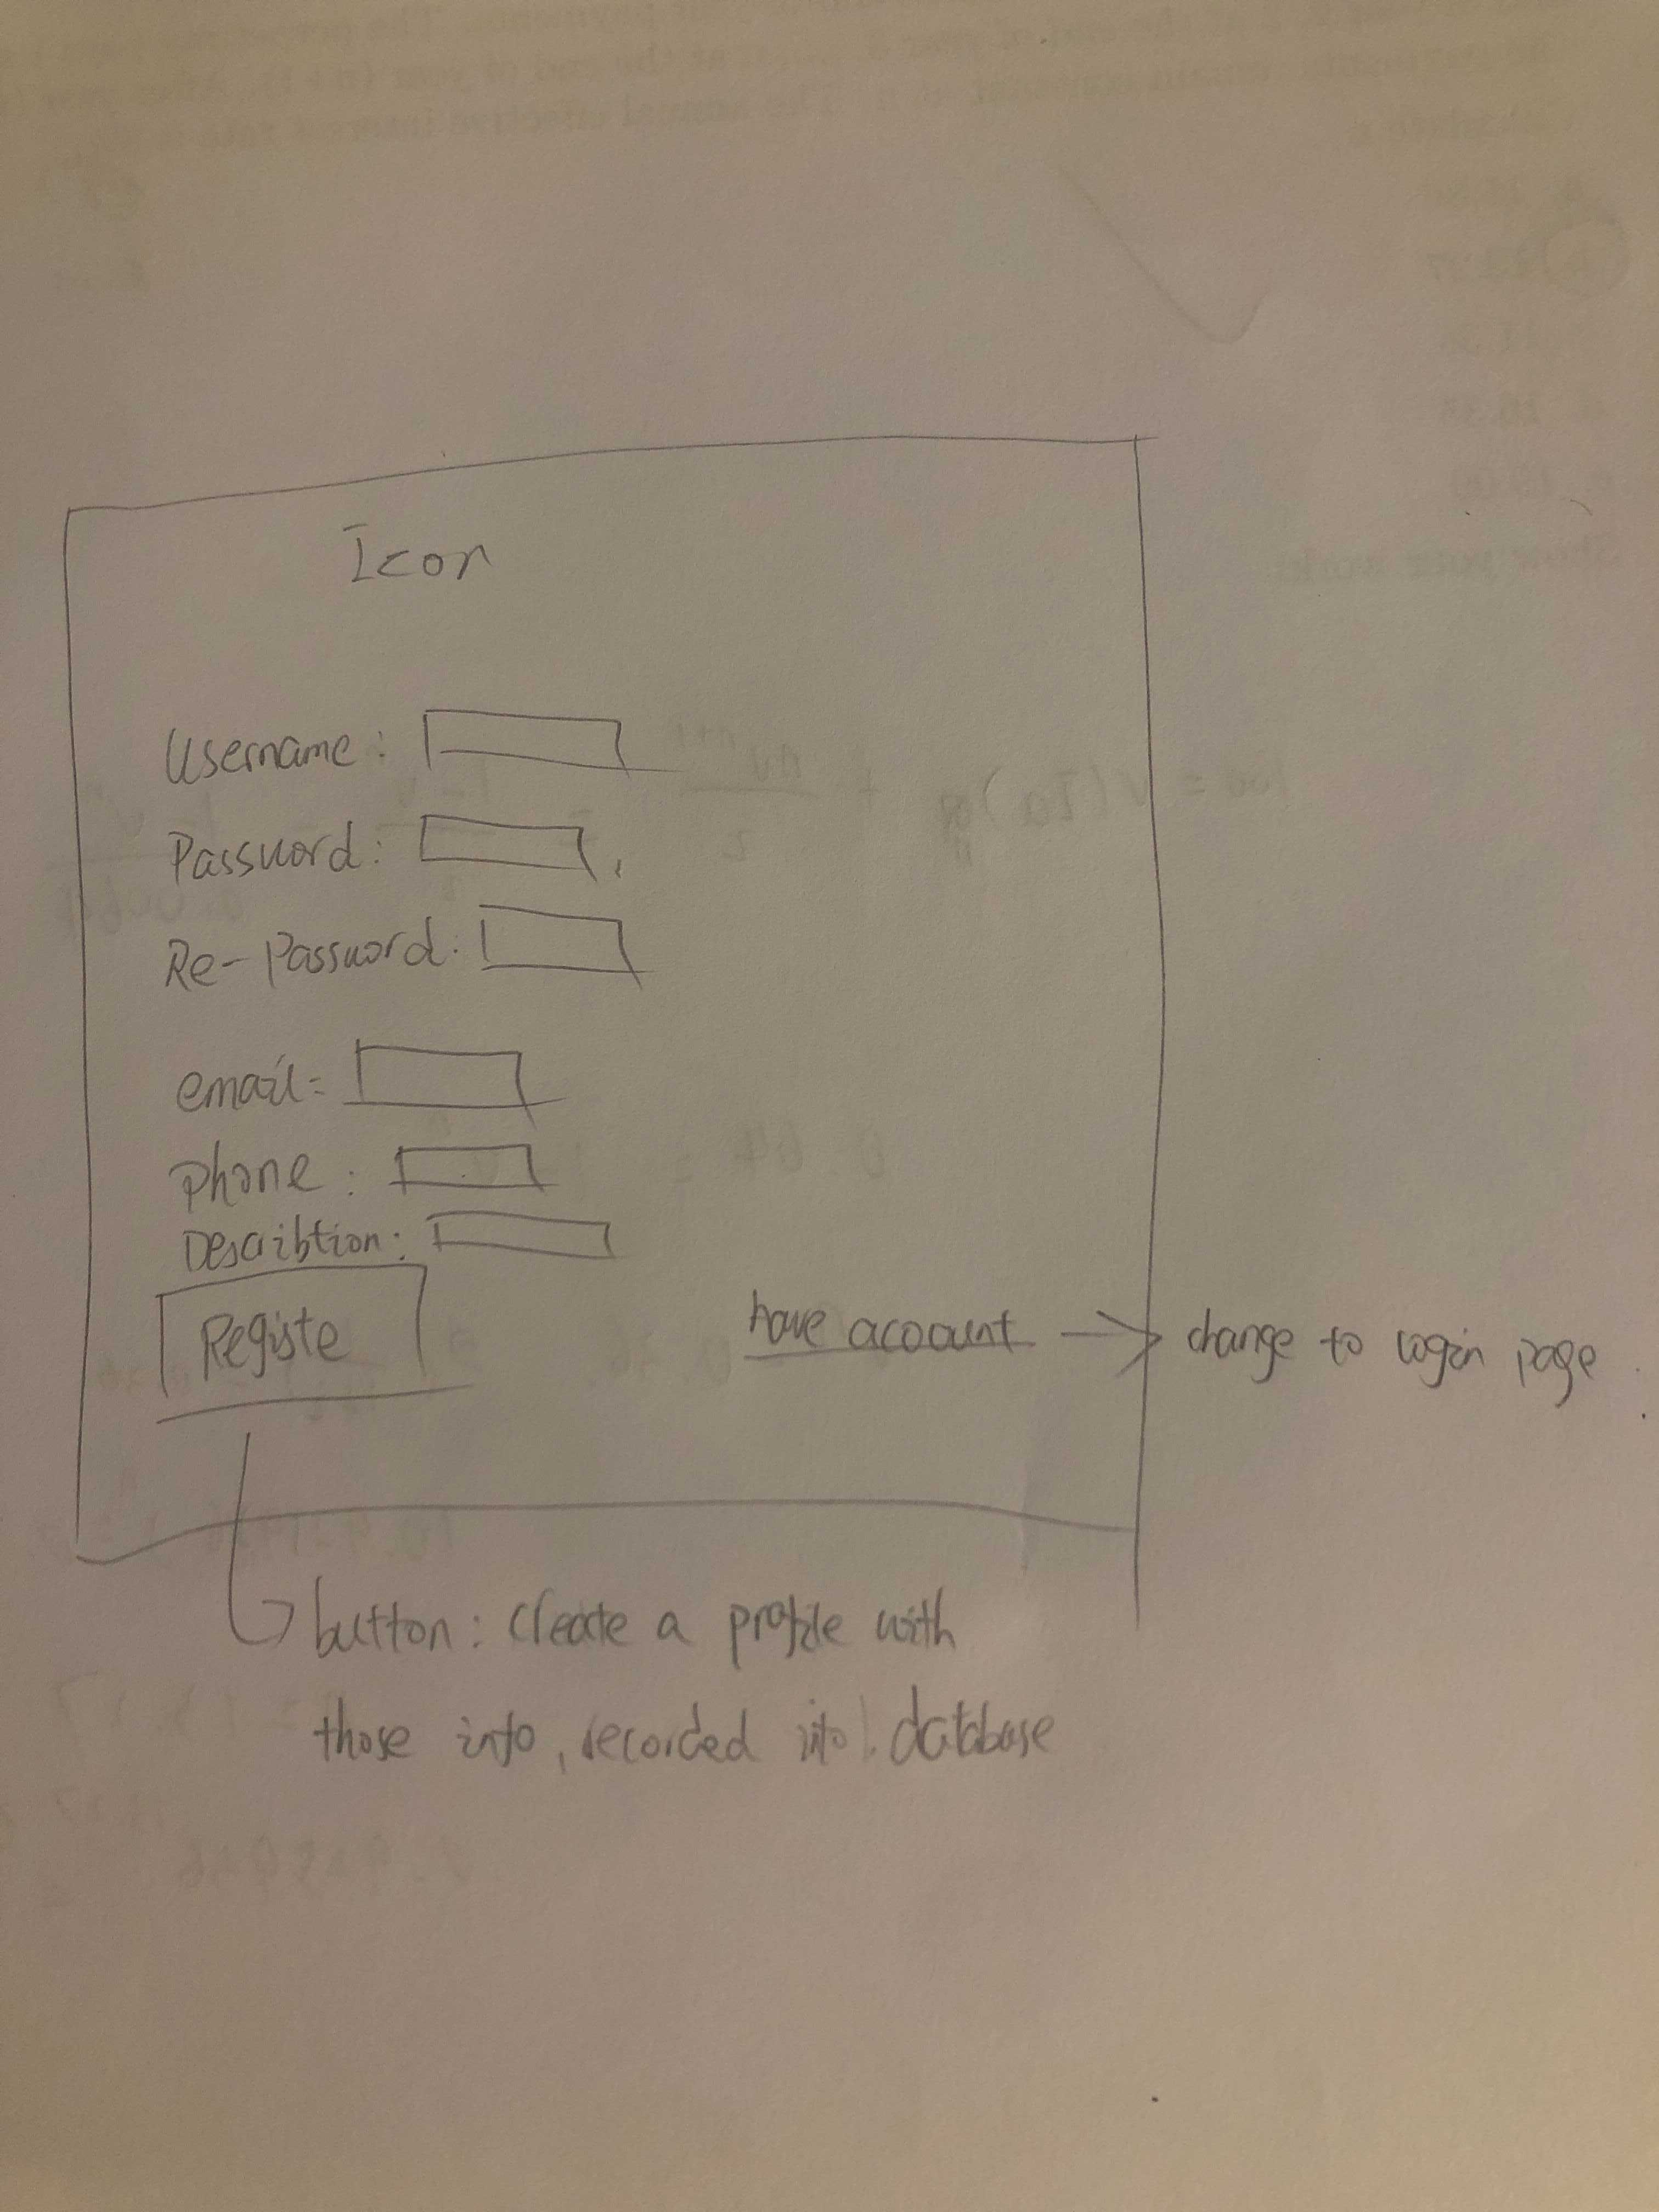 Icon
Username:
Password:
Re-Password:
email:
phone:
Describtion:
Registe
have acoount → change to login page
button: create a profile with
those info, recorded into database